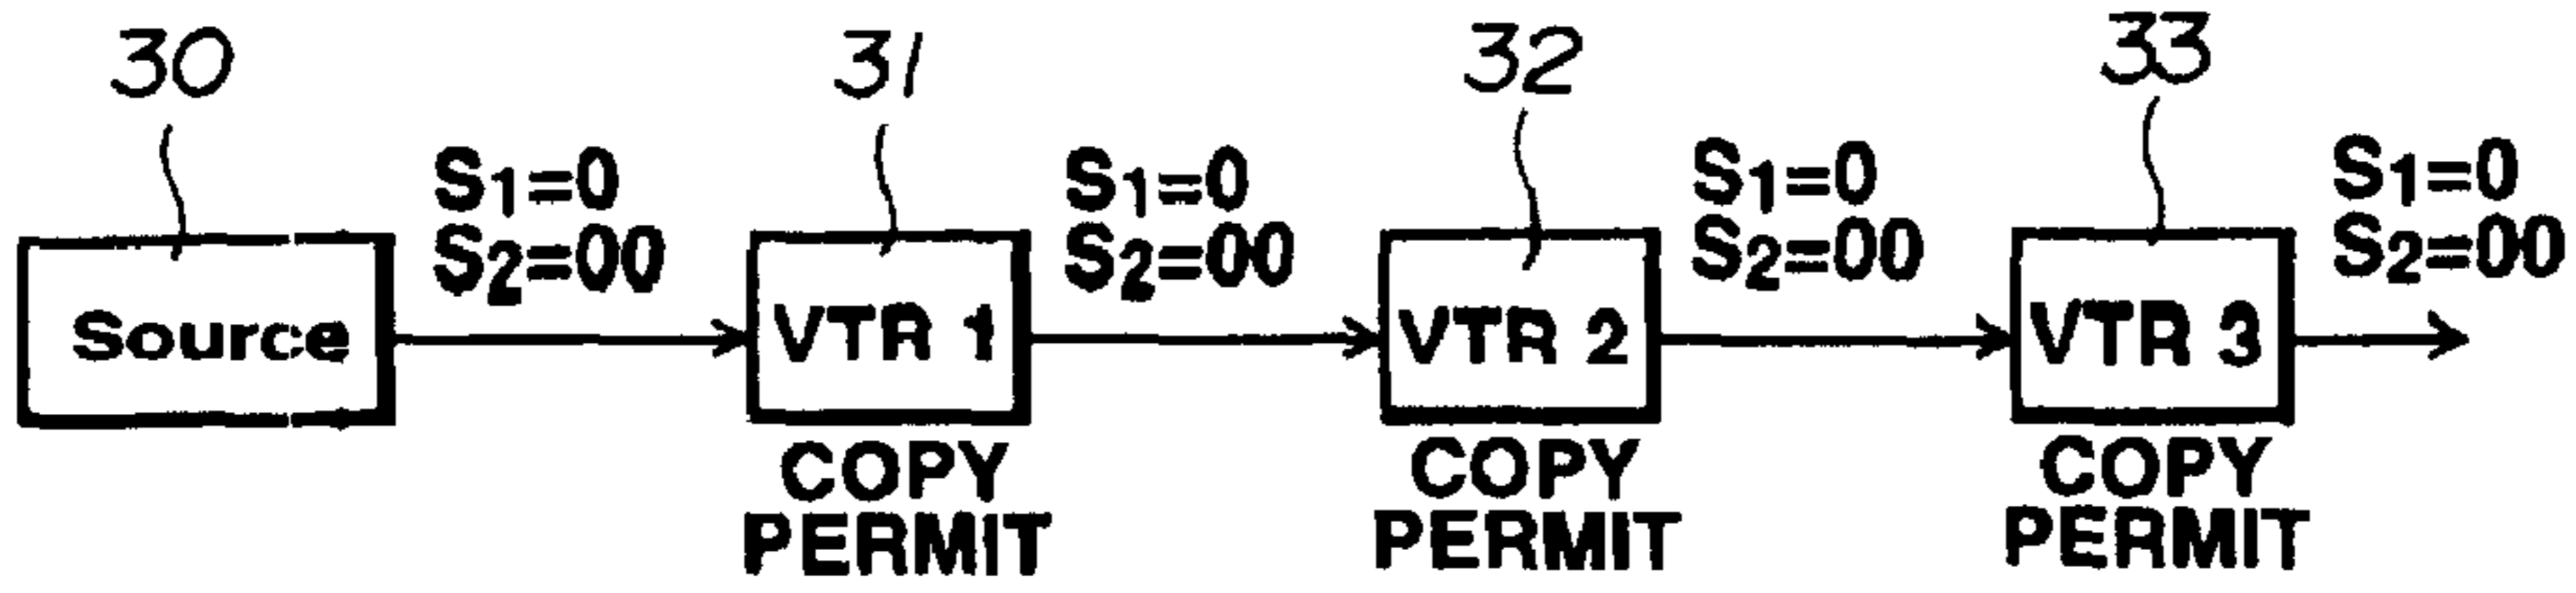 30
31
32
33
S1=0
S2=00
S1=0
S2=00
S1=0
S2=00
S1=0
S2=00
Source
VTR 1
VTR 2
VTR 3
COPY
PERMIT
COPY
PERMIT
COPY
PERMIT